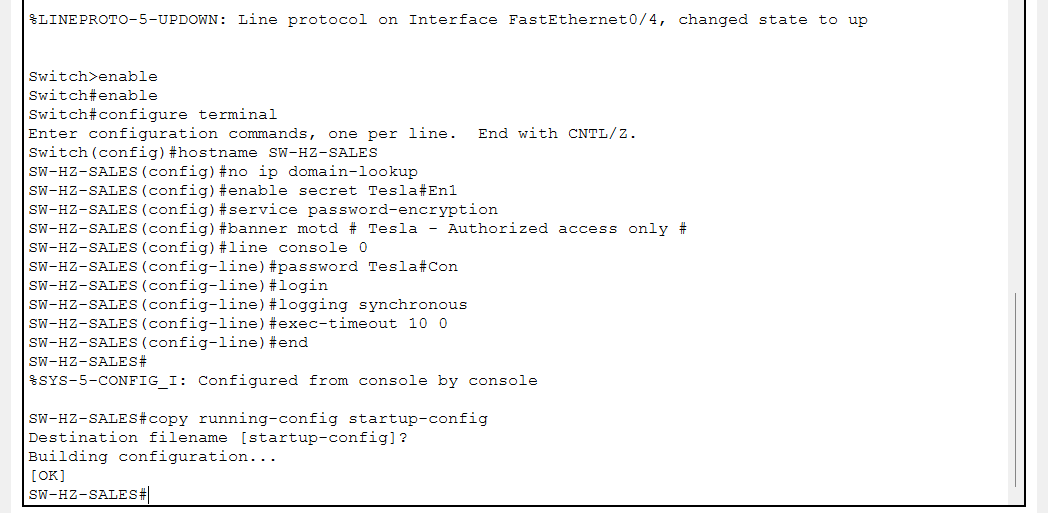 %LINEPROTO-5-UPDOWN: Line protocol on Interface FastEthernet0/4, changed state to up
Switch>enable
Switch#enable
Switch#configure terminal
Enter configuration commands, one per line.  End with CNTL/Z.
Switch(config)#hostname SW-HZ-SALES
SW-HZ-SALES(config)#no ip domain-lookup
SW-HZ-SALES(config)#enable secret Tesla#En1
SW-HZ-SALES(config)#service password-encryption
SW-HZ-SALES(config)#banner motd # Tesla - Authorized access only #
SW-HZ-SALES(config)#line console 0
SW-HZ-SALES(config-line)#password Tesla#Con
SW-HZ-SALES(config-line)#login
SW-HZ-SALES(config-line)#logging synchronous
SW-HZ-SALES(config-line)#exec-timeout 10 0
SW-HZ-SALES(config-line)#end
SW-HZ-SALES#
%SYS-5-CONFIG_I: Configured from console by console
SW-HZ-SALES#copy running-config startup-config
Destination filename [startup-config]?
Building configuration...
[OK]
SW-HZ-SALES#